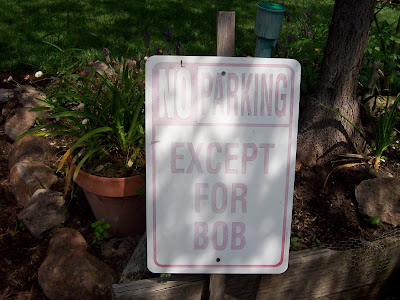 NO PARKING
EXCEPT
FOR
BOB